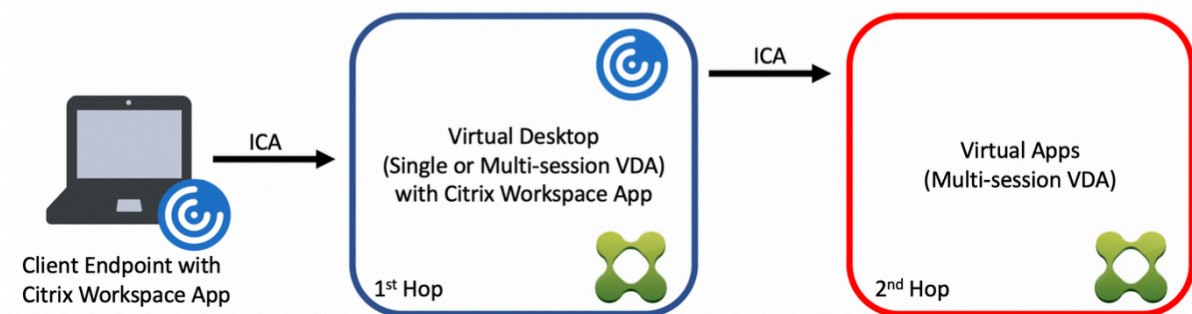 Client Endpoint with
Citrix Workspace App
ICA
Virtual Desktop
(Single or Multi-session VDA)
with Citrix Workspace App
1st Hop
ICA
Virtual Apps
(Multi-session VDA)
2nd Hop